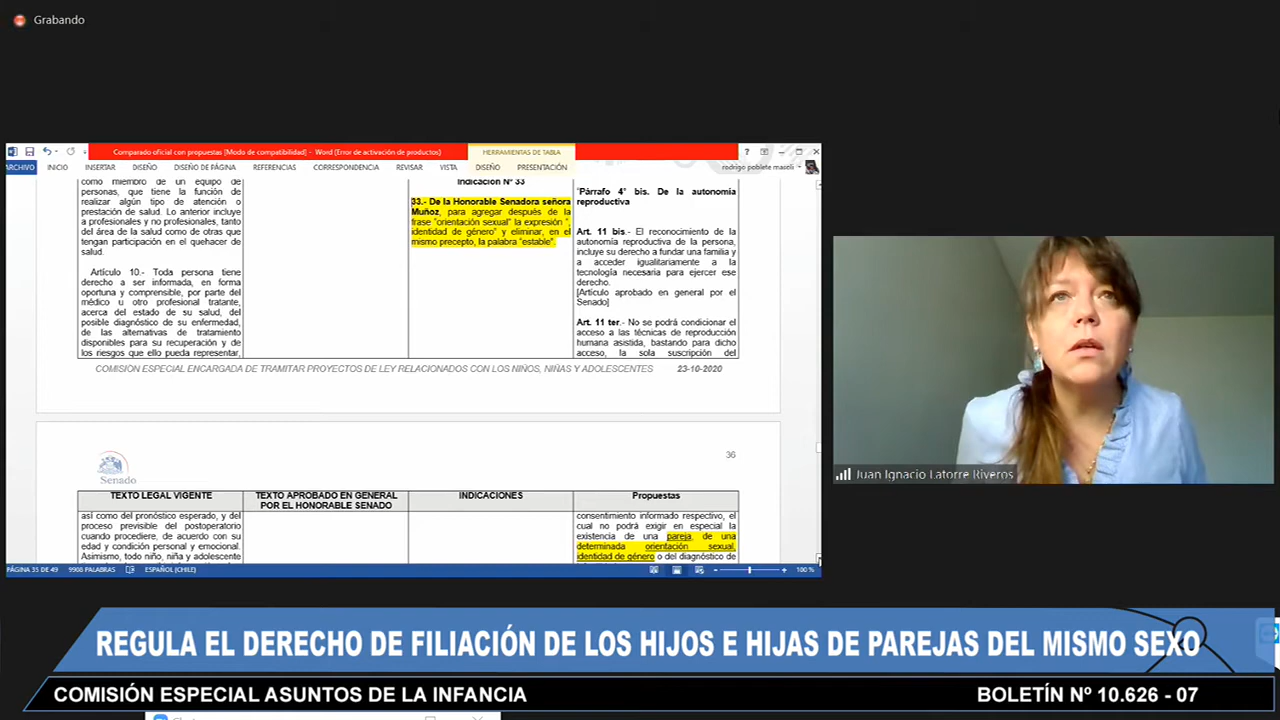 Grabando
Comparado oficial con propuestas [Modo de compatibilidad] - Word (Error de activación de productos)
HERRAMIENTAS DE TABLA
ARCHIVO INICIO INSERTAR DISEÑO DISEÑO DE PÁGINA REFERENCIAS CORRESPONDENCIA REVISAR VISTA DISEÑO PRESENTACIÓN
rodrigo poblete masoli
como miembro de un equipo de
personas, que tiene la función de
realizar algún tipo de atención o
prestación de salud. Lo anterior incluye
a profesionales y no profesionales, tanto
del área de la salud como de otras que
tengan participación en el quehacer de
salud.
Artículo 10.- Toda persona tiene
derecho a ser informada, en forma
oportuna y comprensible, por parte del
médico u otro profesional tratante,
acerca del estado de su salud, del
posible diagnóstico de su enfermedad,
de las alternativas de tratamiento
disponibles para su recuperación y de
los riesgos que ello pueda representar,
Indicación Nº 33
33.- De la Honorable Senadora señora
Muñoz, para agregar después de la
frase "orientación sexual" la expresión ",
identidad de género" y eliminar, en el
mismo precepto, la palabra "estable".
"Párrafo 4° bis. De la autonomía
reproductiva
Art. 11 bis.- El reconocimiento de la
autonomía reproductiva de la persona,
incluye su derecho a fundar una familia y
a acceder igualitariamente a la
tecnología necesaria para ejercer ese
derecho.
[Artículo aprobado en general por el
Senado]
Art. 11 ter.- No se podrá condicionar el
acceso a las técnicas de reproducción
humana asistida, bastando para dicho
acceso, la sola suscripción del
COMISIÓN ESPECIAL ENCARGADA DE TRAMITAR PROYECTOS DE LEY RELACIONADOS CON LOS NIÑOS, NIÑAS Y ADOLESCENTES 23-10-2020
36
Senado
TEXTO LEGAL VIGENTE
TEXTO APROBADO EN GENERAL
POR EL HONORABLE SENADO
INDICACIONES
Propuestas
así como del pronóstico esperado, y del
proceso previsible del postoperatorio
cuando procediere, de acuerdo con su
edad y condición personal y emocional.
Asimismo, todo niño, niña y adolescente
consentimiento informado respectivo, el
cual no podrá exigir en especial la
existencia de una pareja, de una
determinada orientación sexual,
identidad de género o del diagnóstico de
PÁGINA 35 DE 49 9908 PALABRAS ESPAÑOL (CHILE) 100 %
Juan Ignacio Latorre Riveros
REGULA EL DERECHO DE FILIACIÓN DE LOS HIJOS E HIJAS DE PAREJAS DEL MISMO SEXO
COMISIÓN ESPECIAL ASUNTOS DE LA INFANCIA
BOLETÍN Nº 10.626 - 07